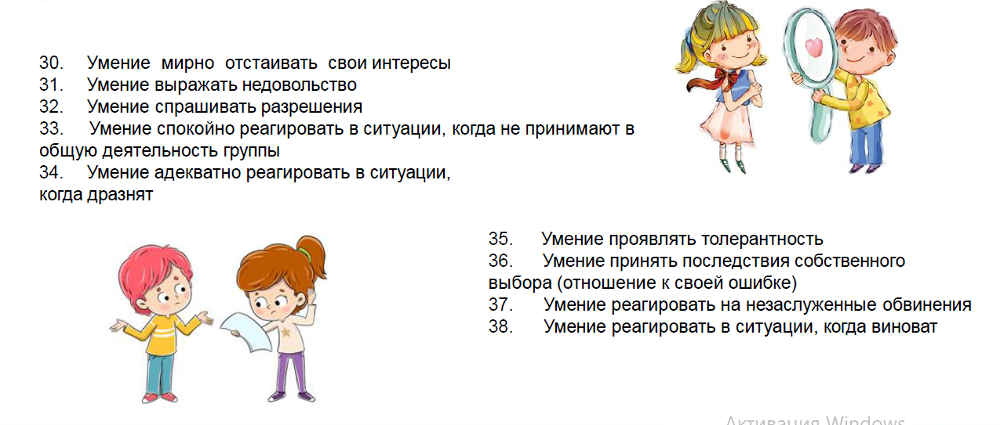 30. Умение мирно отстаивать свои интересы
31. Умение выражать недовольство
32. Умение спрашивать разрешения
33. Умение спокойно реагировать в ситуации, когда не принимают в
общую деятельность группы
34. Умение адекватно реагировать в ситуации,
когда дразнят
35. Умение проявлять толерантность
36. Умение принять последствия собственного
выбора (отношение к своей ошибке)
37. Умение реагировать на незаслуженные обвинения
38. Умение реагировать в ситуации, когда виноват
Активация Windows